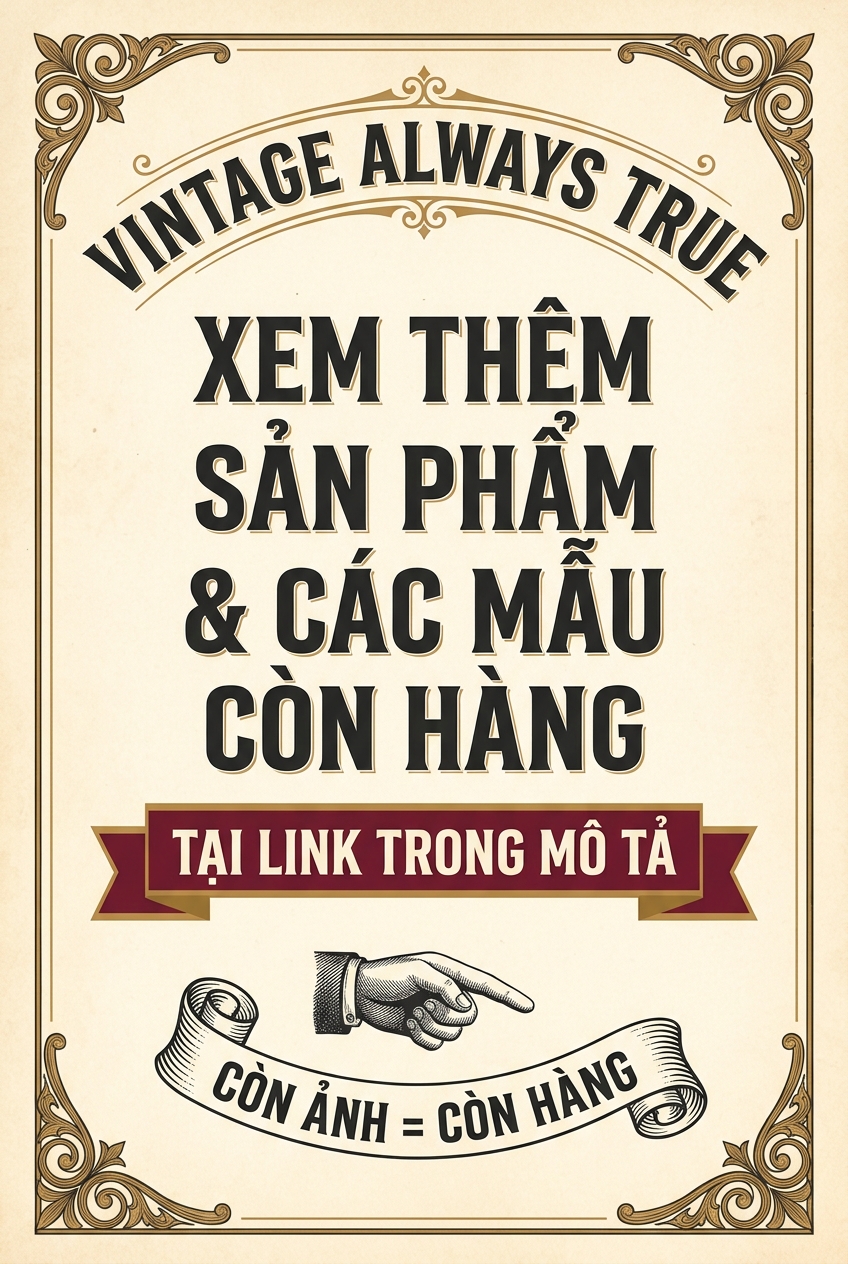 VINTAGE ALWAYS TRUE
XEM THÊM
SẢN PHẨM
& CÁC MẪU
CÒN HÀNG
TẠI LINK TRONG MÔ TẢ
CÒN ẢNH = CÒN HÀNG